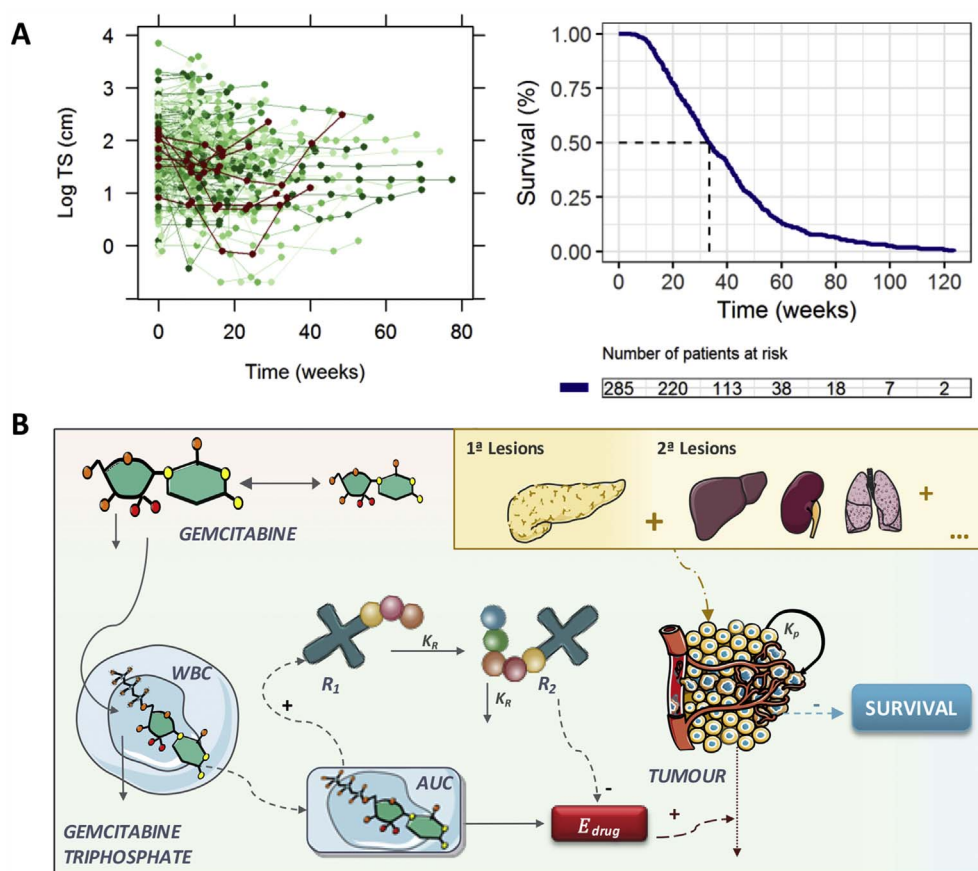 A
Log TS (cm)
4
3
2
1
0
0 20 40 60 80
Time (weeks)
Survival (%)
1.00
0.75
0.50
0.25
0.00
0 20 40 60 80 100 120
Time (weeks)
Number of patients at risk
285 220 113 38 18 7 2
B
1ª Lesions
2ª Lesions
+
+
...
GEMCITABINE
WBC
R1
KR
R2
KR
Kp
+
-
SURVIVAL
TUMOUR
AUC
-
Edrug
+
GEMCITABINE
TRIPHOSPHATE